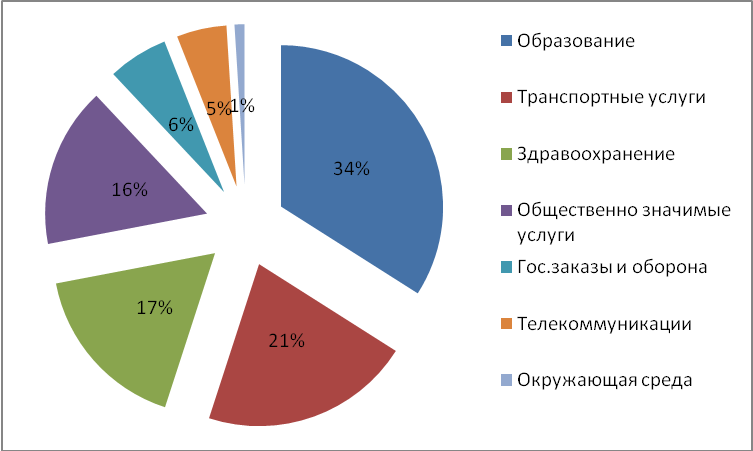 34%
21%
17%
16%
6%
5%
1%
Образование
Транспортные услуги
Здравоохранение
Общественно значимые
услуги
Гос.заказы и оборона
Телекоммуникации
Окружающая среда